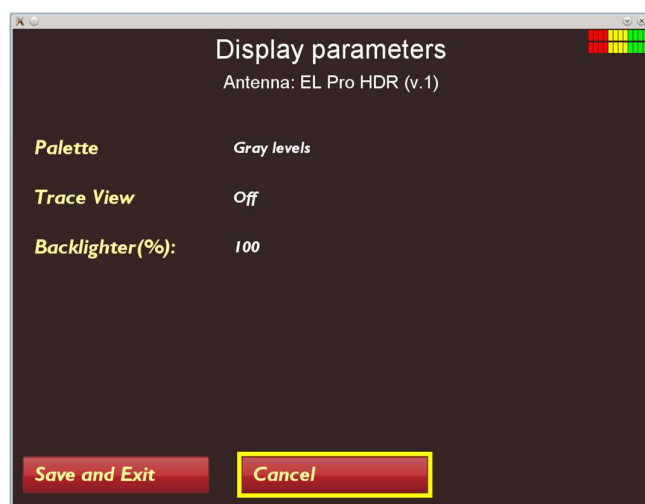 Display parameters
Antenna: EL Pro HDR (v.1)
Palette Gray levels
Trace View Off
Backlighter(%): 100
Save and Exit Cancel